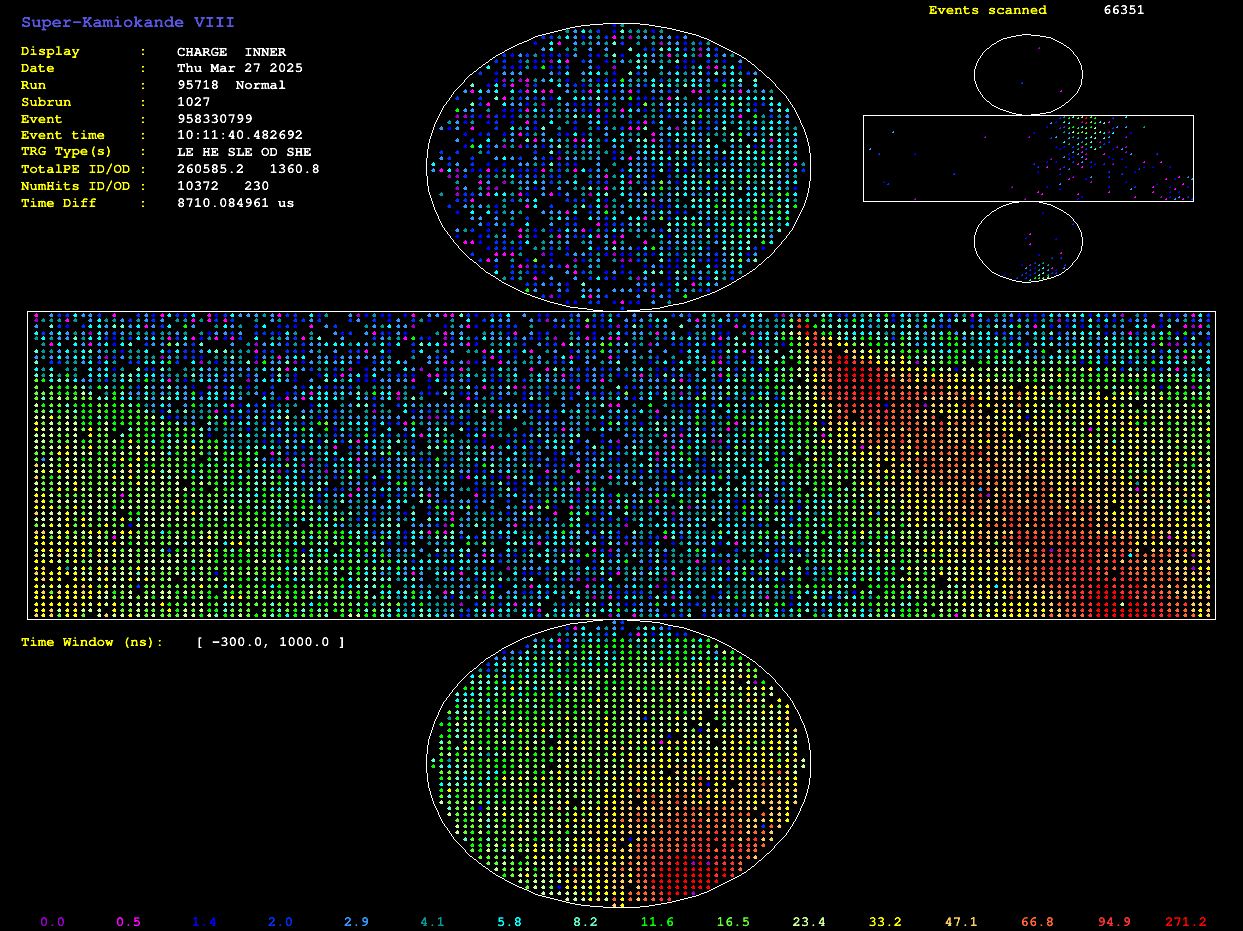 Super-Kamiokande VIII
Events scanned 66351
Display : CHARGE INNER
Date : Thu Mar 27 2025
Run : 95718 Normal
Subrun : 1027
Event : 958330799
Event time : 10:11:40.482692
TRG Type(s) : LE HE SLE OD SHE
TotalPE ID/OD : 260585.2 1360.8
NumHits ID/OD : 10372 230
Time Diff : 8710.084961 us
Time Window (ns): [ -300.0, 1000.0 ]
0.0 0.5 1.4 2.0 2.9 4.1 5.8 8.2 11.6 16.5 23.4 33.2 47.1 66.8 94.9 271.2